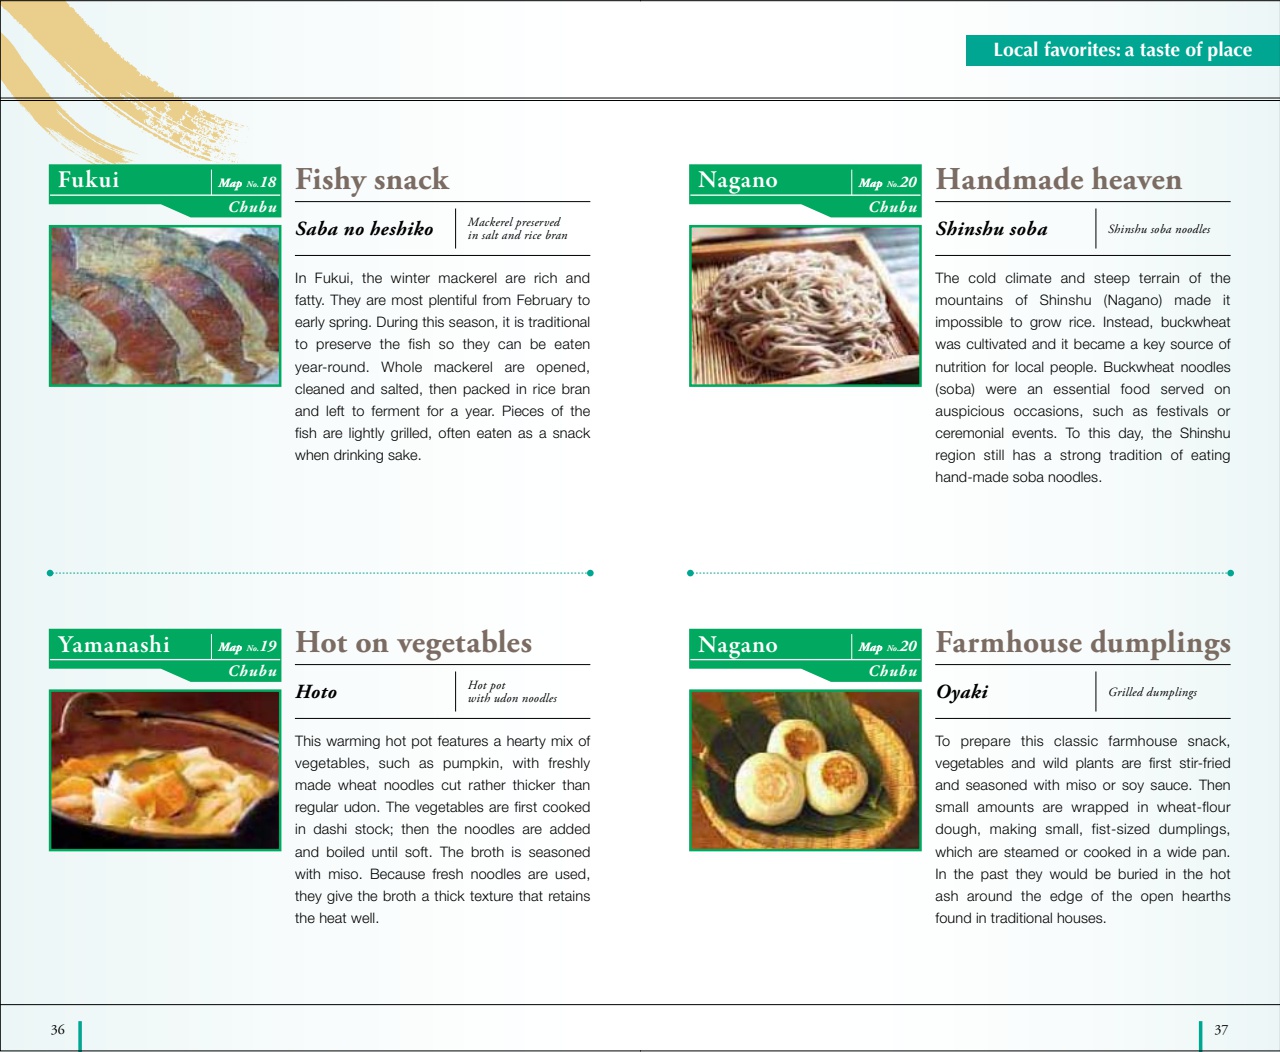 Local favorites: a taste of place
Fukui
Map No.18
Chubu
Fishy snack
Saba no heshiko
Mackerel preserved
in salt and rice bran
In Fukui, the winter mackerel are rich and
fatty. They are most plentiful from February to
early spring. During this season, it is traditional
to preserve the fish so they can be eaten
year-round. Whole mackerel are opened,
cleaned and salted, then packed in rice bran
and left to ferment for a year. Pieces of the
fish are lightly grilled, often eaten as a snack
when drinking sake.
Yamanashi
Map No.19
Chubu
Hot on vegetables
Hoto
Hot pot
with udon noodles
This warming hot pot features a hearty mix of
vegetables, such as pumpkin, with freshly
made wheat noodles cut rather thicker than
regular udon. The vegetables are first cooked
in dashi stock; then the noodles are added
and boiled until soft. The broth is seasoned
with miso. Because fresh noodles are used,
they give the broth a thick texture that retains
the heat well.
Nagano
Map No.20
Chubu
Handmade heaven
Shinshu soba
Shinshu soba noodles
The cold climate and steep terrain of the
mountains of Shinshu (Nagano) made it
impossible to grow rice. Instead, buckwheat
was cultivated and it became a key source of
nutrition for local people. Buckwheat noodles
(soba) were an essential food served on
auspicious occasions, such as festivals or
ceremonial events. To this day, the Shinshu
region still has a strong tradition of eating
hand-made soba noodles.
Nagano
Map No.20
Chubu
Farmhouse dumplings
Oyaki
Grilled dumplings
To prepare this classic farmhouse snack,
vegetables and wild plants are first stir-fried
and seasoned with miso or soy sauce. Then
small amounts are wrapped in wheat-flour
dough, making small, fist-sized dumplings,
which are steamed or cooked in a wide pan.
In the past they would be buried in the hot
ash around the edge of the open hearths
found in traditional houses.
36
37